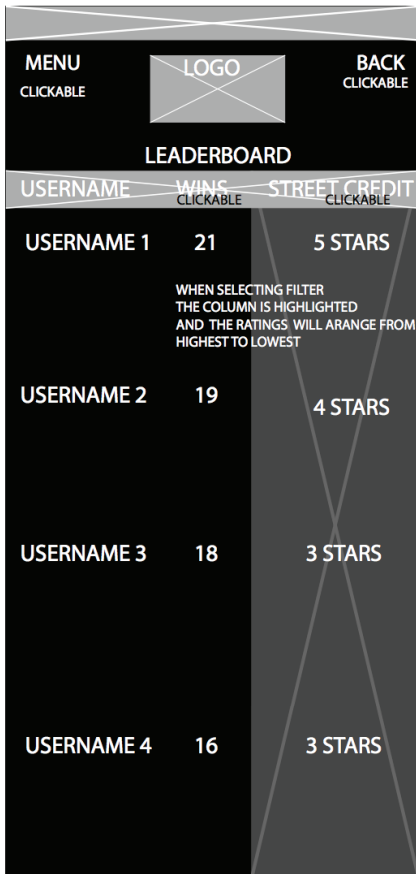 MENU LOGO BACK
CLICKABLE CLICKABLE
LEADERBOARD
USERNAME WINS STREET CREDIT
CLICKABLE CLICKABLE
USERNAME 1 21 5 STARS
WHEN SELECTING FILTER
THE COLUMN IS HIGHLIGHTED
AND THE RATINGS WILL ARANGE FROM
HIGHEST TO LOWEST
USERNAME 2 19 4 STARS
USERNAME 3 18 3 STARS
USERNAME 4 16 3 STARS